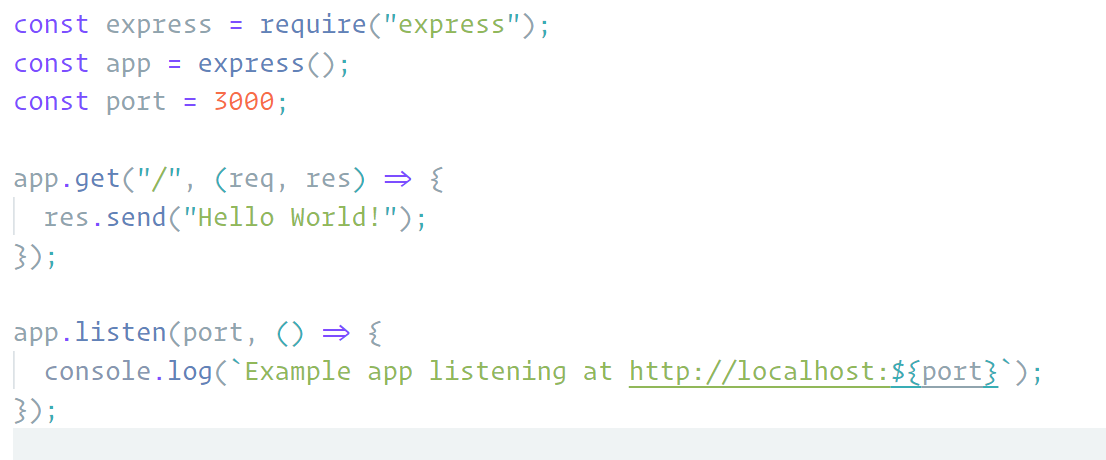 const express = require("express");
const app = express();
const port = 3000;

app.get("/", (req, res) => {
  res.send("Hello World!");
});

app.listen(port, () => {
  console.log(`Example app listening at http://localhost:${port}`);
});